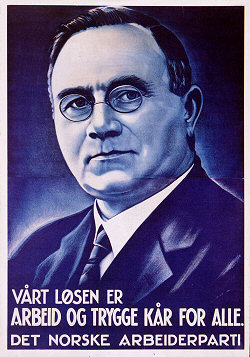 VÅRT LØSEN ER
ARBEID OG TRYGGE KÅR FOR ALLE.
DET NORSKE ARBEIDERPARTI